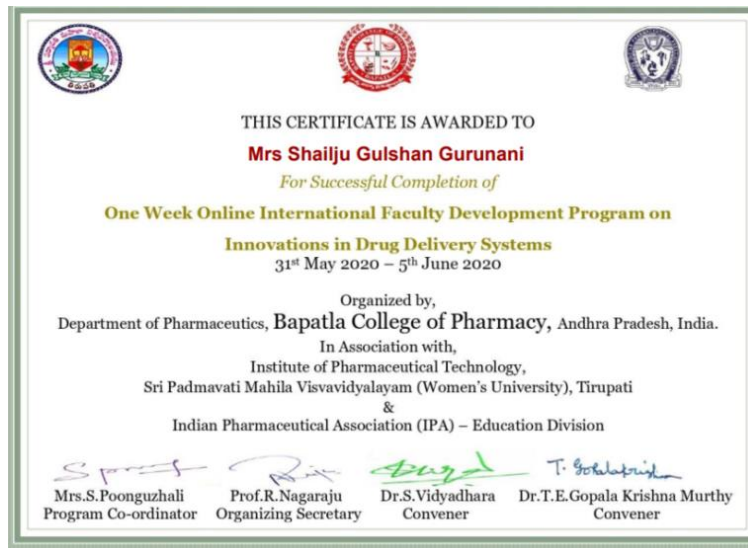 THIS CERTIFICATE IS AWARDED TO
Mrs Shailju Gulshan Gurunani
For Successful Completion of
One Week Online International Faculty Development Program on
Innovations in Drug Delivery Systems
31st May 2020 – 5th June 2020
Organized by,
Department of Pharmaceutics, Bapatla College of Pharmacy, Andhra Pradesh, India.
In Association with,
Institute of Pharmaceutical Technology,
Sri Padmavati Mahila Visvavidyalayam (Women's University), Tirupati
&
Indian Pharmaceutical Association (IPA) – Education Division
Mrs.S.Poonguzhali Prof.R.Nagaraju Dr.S.Vidyadhara Dr.T.E.Gopala Krishna Murthy
Program Co-ordinator Organizing Secretary Convener Convener